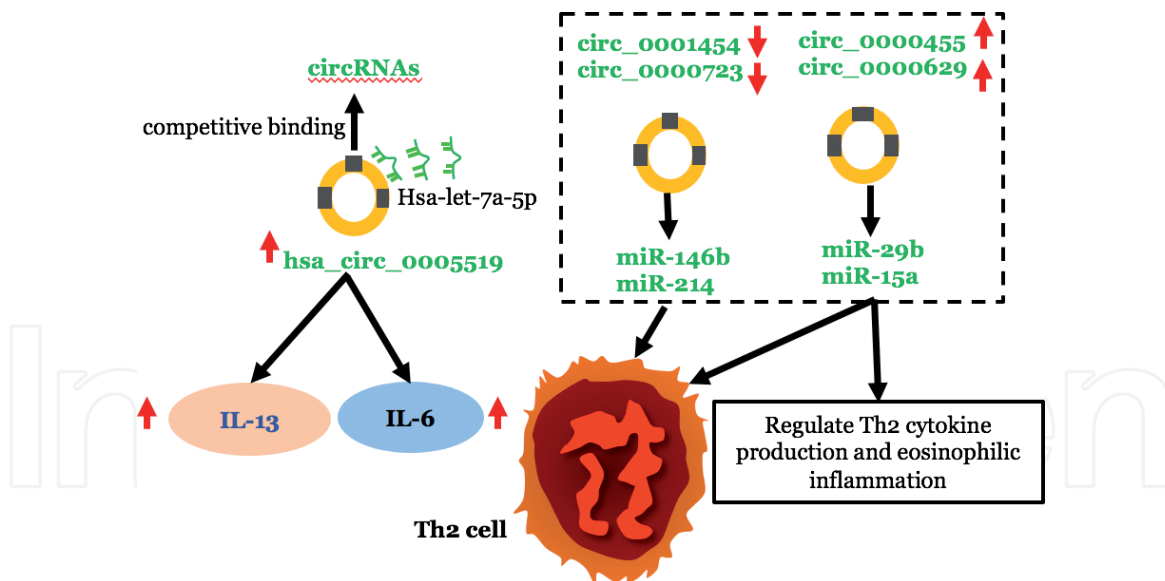 circRNAs
competitive binding
Hsa-let-7a-5p
hsa_circ_0005519
IL-13
IL-6
circ_0001454
circ_0000723
circ_0000455
circ_0000629
miR-146b
miR-214
miR-29b
miR-15a
Th2 cell
Regulate Th2 cytokine
production and eosinophilic
inflammation